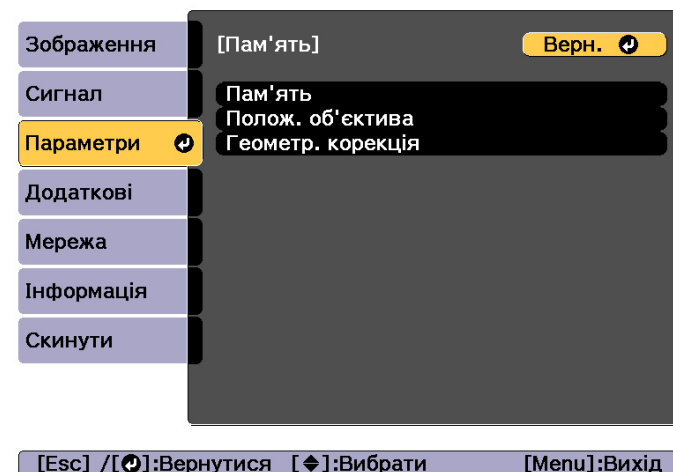 Зображення
Сигнал
Параметри
Додаткові
Мережа
Інформація
Скинути
[Пам'ять]
Верн.
Пам'ять
Полож. об'єктива
Геометр. корекція
[Esc] /[]:Вернутися []:Вибрати [Menu]:Вихід